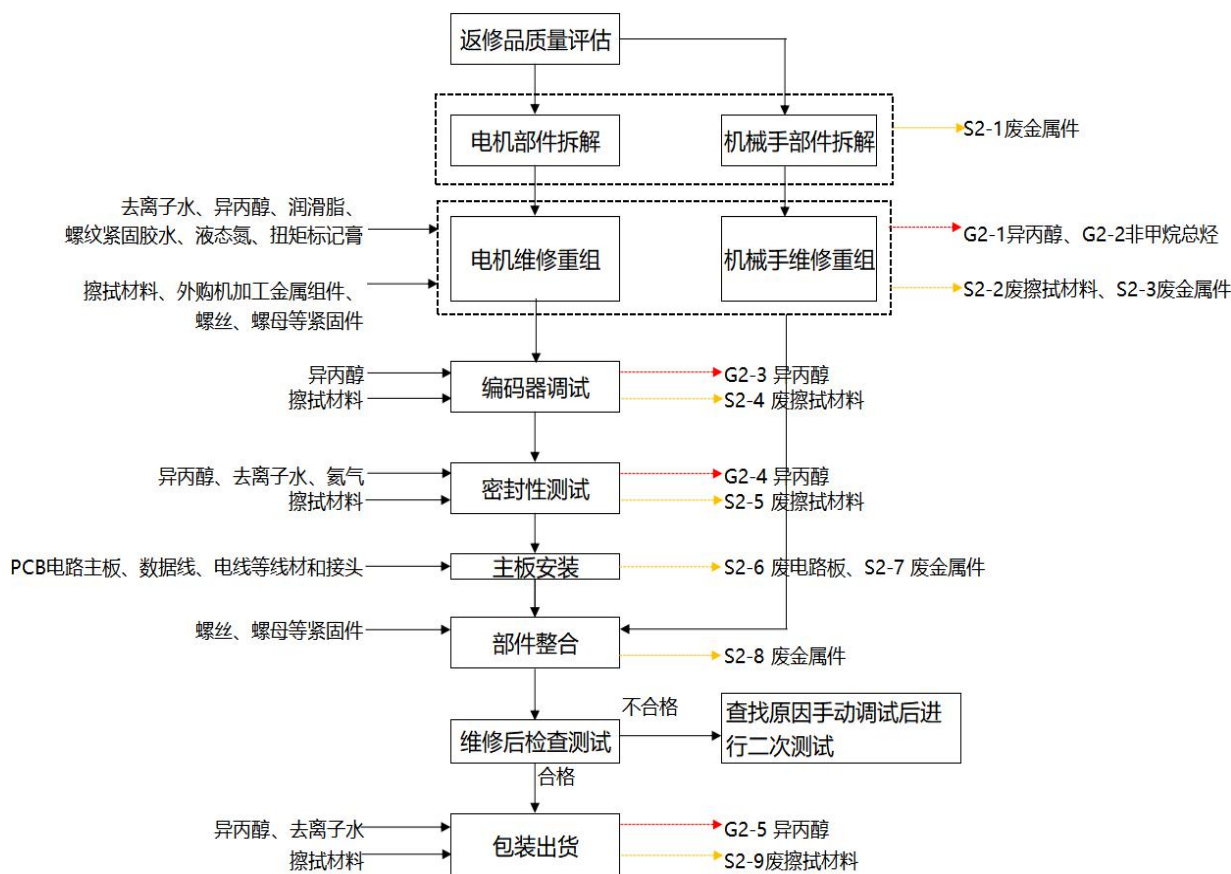 返修品质量评估
电机部件拆解
机械手部件拆解
S2-1废金属件
去离子水、异丙醇、润滑脂、
螺纹紧固胶水、液态氮、扭矩标记膏
电机维修重组
机械手维修重组
G2-1异丙醇、G2-2非甲烷总烃
擦拭材料、外购机加工金属组件、
螺丝、螺母等紧固件
S2-2废擦拭材料、S2-3废金属件
异丙醇
擦拭材料
编码器调试
G2-3 异丙醇
S2-4 废擦拭材料
异丙醇、去离子水、氦气
擦拭材料
密封性测试
G2-4 异丙醇
S2-5 废擦拭材料
PCB电路主板、数据线、电线等线材和接头
主板安装
S2-6 废电路板、S2-7 废金属件
螺丝、螺母等紧固件
部件整合
S2-8 废金属件
维修后检查测试
不合格
查找原因手动调试后进
行二次测试
合格
异丙醇、去离子水
擦拭材料
包装出货
G2-5 异丙醇
S2-9废擦拭材料